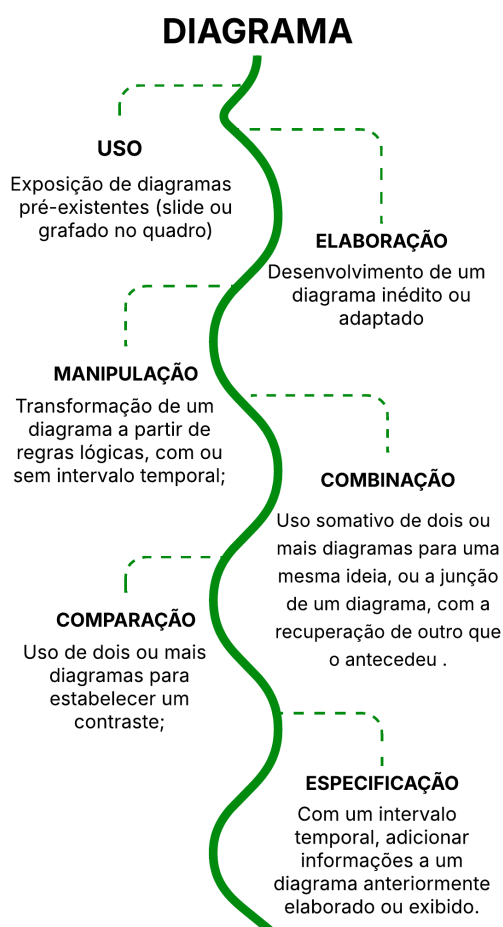 DIAGRAMA
USO
Exposição de diagramas
pré-existentes (slide ou
grafado no quadro)
ELABORAÇÃO
Desenvolvimento de um
diagrama inédito ou
adaptado
MANIPULAÇÃO
Transformação de um
diagrama a partir de
regras lógicas, com ou
sem intervalo temporal;
COMBINAÇÃO
Uso somativo de dois ou
mais diagramas para uma
mesma ideia, ou a junção
de um diagrama, com a
recuperação de outro que
o antecedeu .
COMPARAÇÃO
Uso de dois ou mais
diagramas para
estabelecer um
contraste;
ESPECIFICAÇÃO
Com um intervalo
temporal, adicionar
informações a um
diagrama anteriormente
elaborado ou exibido.